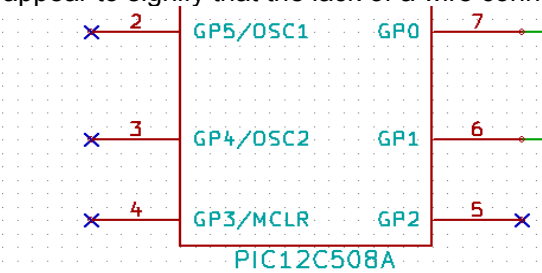 appear to signify that the lack of a wire conn
2 GP5/OSC1 GP0 7
3 GP4/OSC2 GP1 6
4 GP3/MCLR GP2 5
PIC12C508A